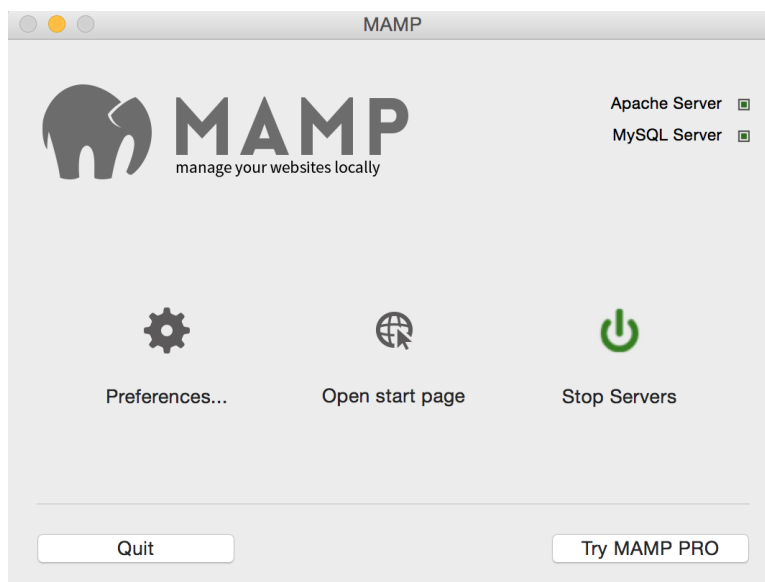 MAMP
MAMP
manage your websites locally
Apache Server
MySQL Server
Preferences...
Open start page
Stop Servers
Quit
Try MAMP PRO